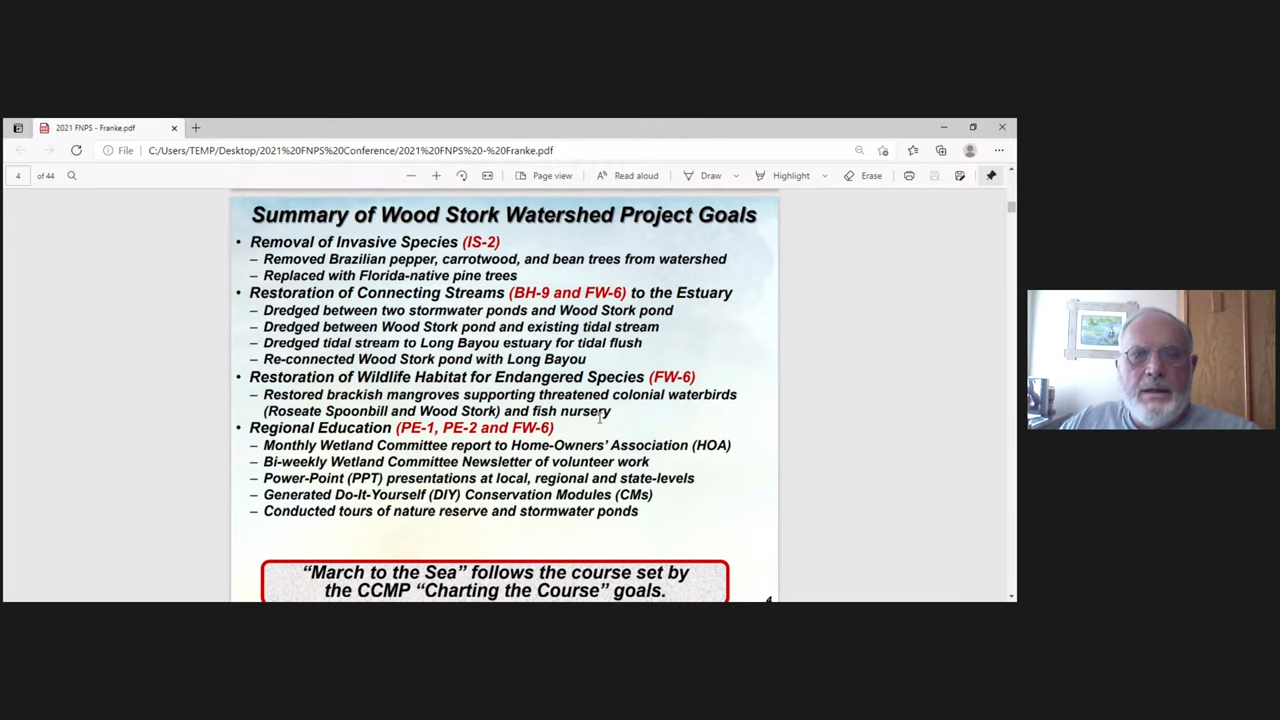 2021 FNPS - Franke.pdf
File C:/Users/TEMP/Desktop/2021%20FNPS%20Conference/2021%20FNPS%20-%20Franke.pdf
4 of 44 Page view Read aloud Draw Highlight Erase
Summary of Wood Stork Watershed Project Goals
• Removal of Invasive Species (IS-2)
– Removed Brazilian pepper, carrotwood, and bean trees from watershed
– Replaced with Florida-native pine trees
• Restoration of Connecting Streams (BH-9 and FW-6) to the Estuary
– Dredged between two stormwater ponds and Wood Stork pond
– Dredged between Wood Stork pond and existing tidal stream
– Dredged tidal stream to Long Bayou estuary for tidal flush
– Re-connected Wood Stork pond with Long Bayou
• Restoration of Wildlife Habitat for Endangered Species (FW-6)
– Restored brackish mangroves supporting threatened colonial waterbirds
(Roseate Spoonbill and Wood Stork) and fish nursery
• Regional Education (PE-1, PE-2 and FW-6)
– Monthly Wetland Committee report to Home-Owners' Association (HOA)
– Bi-weekly Wetland Committee Newsletter of volunteer work
– Power-Point (PPT) presentations at local, regional and state-levels
– Generated Do-It-Yourself (DIY) Conservation Modules (CMs)
– Conducted tours of nature reserve and stormwater ponds
“March to the Sea” follows the course set by
the CCMP “Charting the Course” goals.
4